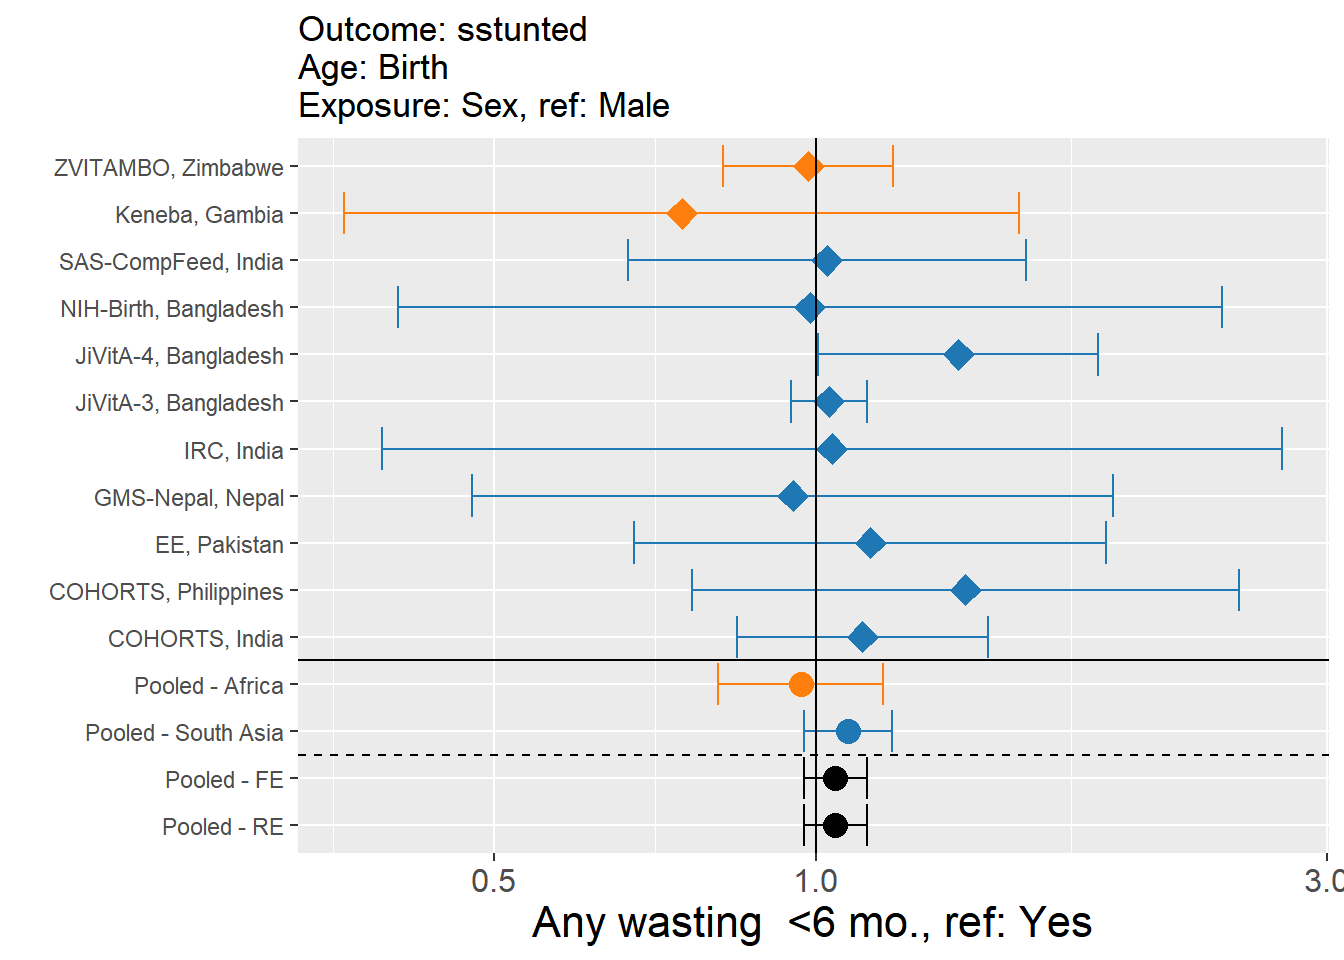 Outcome: sstunted
Age: Birth
Exposure: Sex, ref: Male
ZVITAMBO, Zimbabwe
Keneba, Gambia
SAS-CompFeed, India
NIH-Birth, Bangladesh
JiVitA-4, Bangladesh
JiVitA-3, Bangladesh
IRC, India
GMS-Nepal, Nepal
EE, Pakistan
COHORTS, Philippines
COHORTS, India
Pooled - Africa
Pooled - South Asia
Pooled - FE
Pooled - RE
0.5 1.0 3.0
Any wasting  <6 mo., ref: Yes